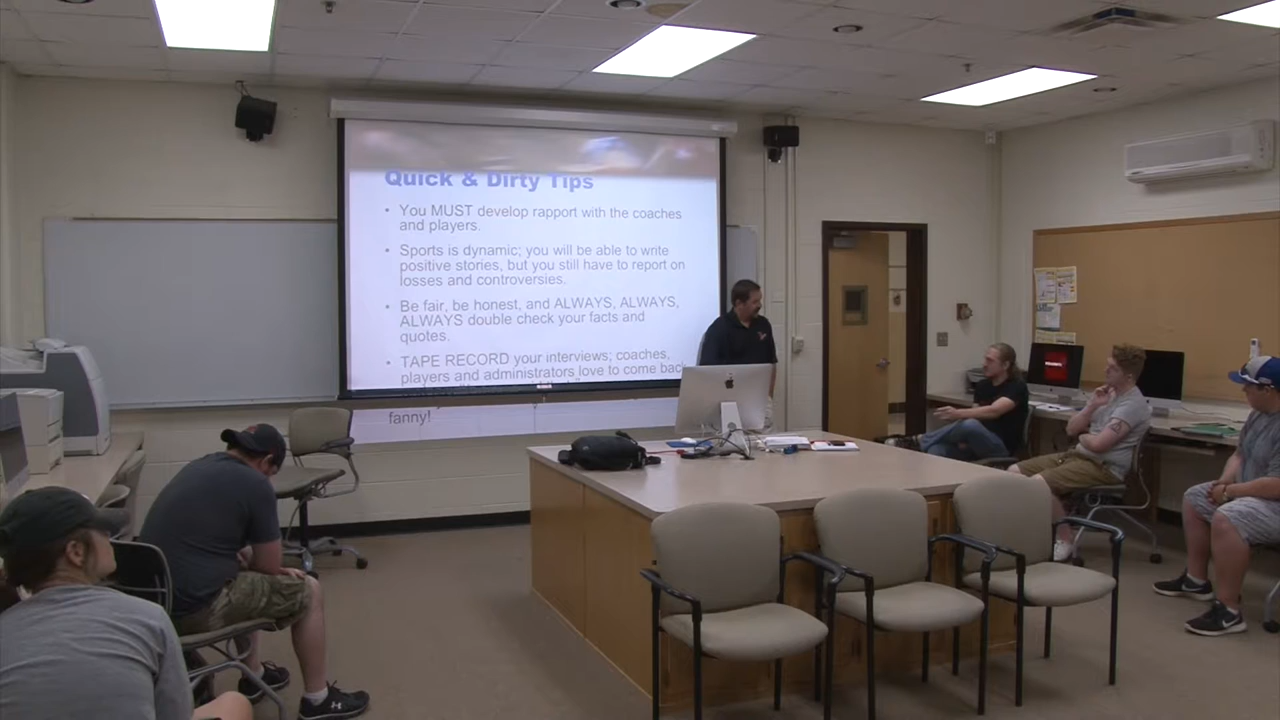 Quick & Dirty Tips
• You MUST develop rapport with the coaches
and players.
• Sports is dynamic; you will be able to write
positive stories, but you still have to report on
losses and controversies.
• Be fair, be honest, and ALWAYS, ALWAYS,
ALWAYS double check your facts and
quotes.
• TAPE RECORD your interviews; coaches,
players and administrators love to come back
fanny!